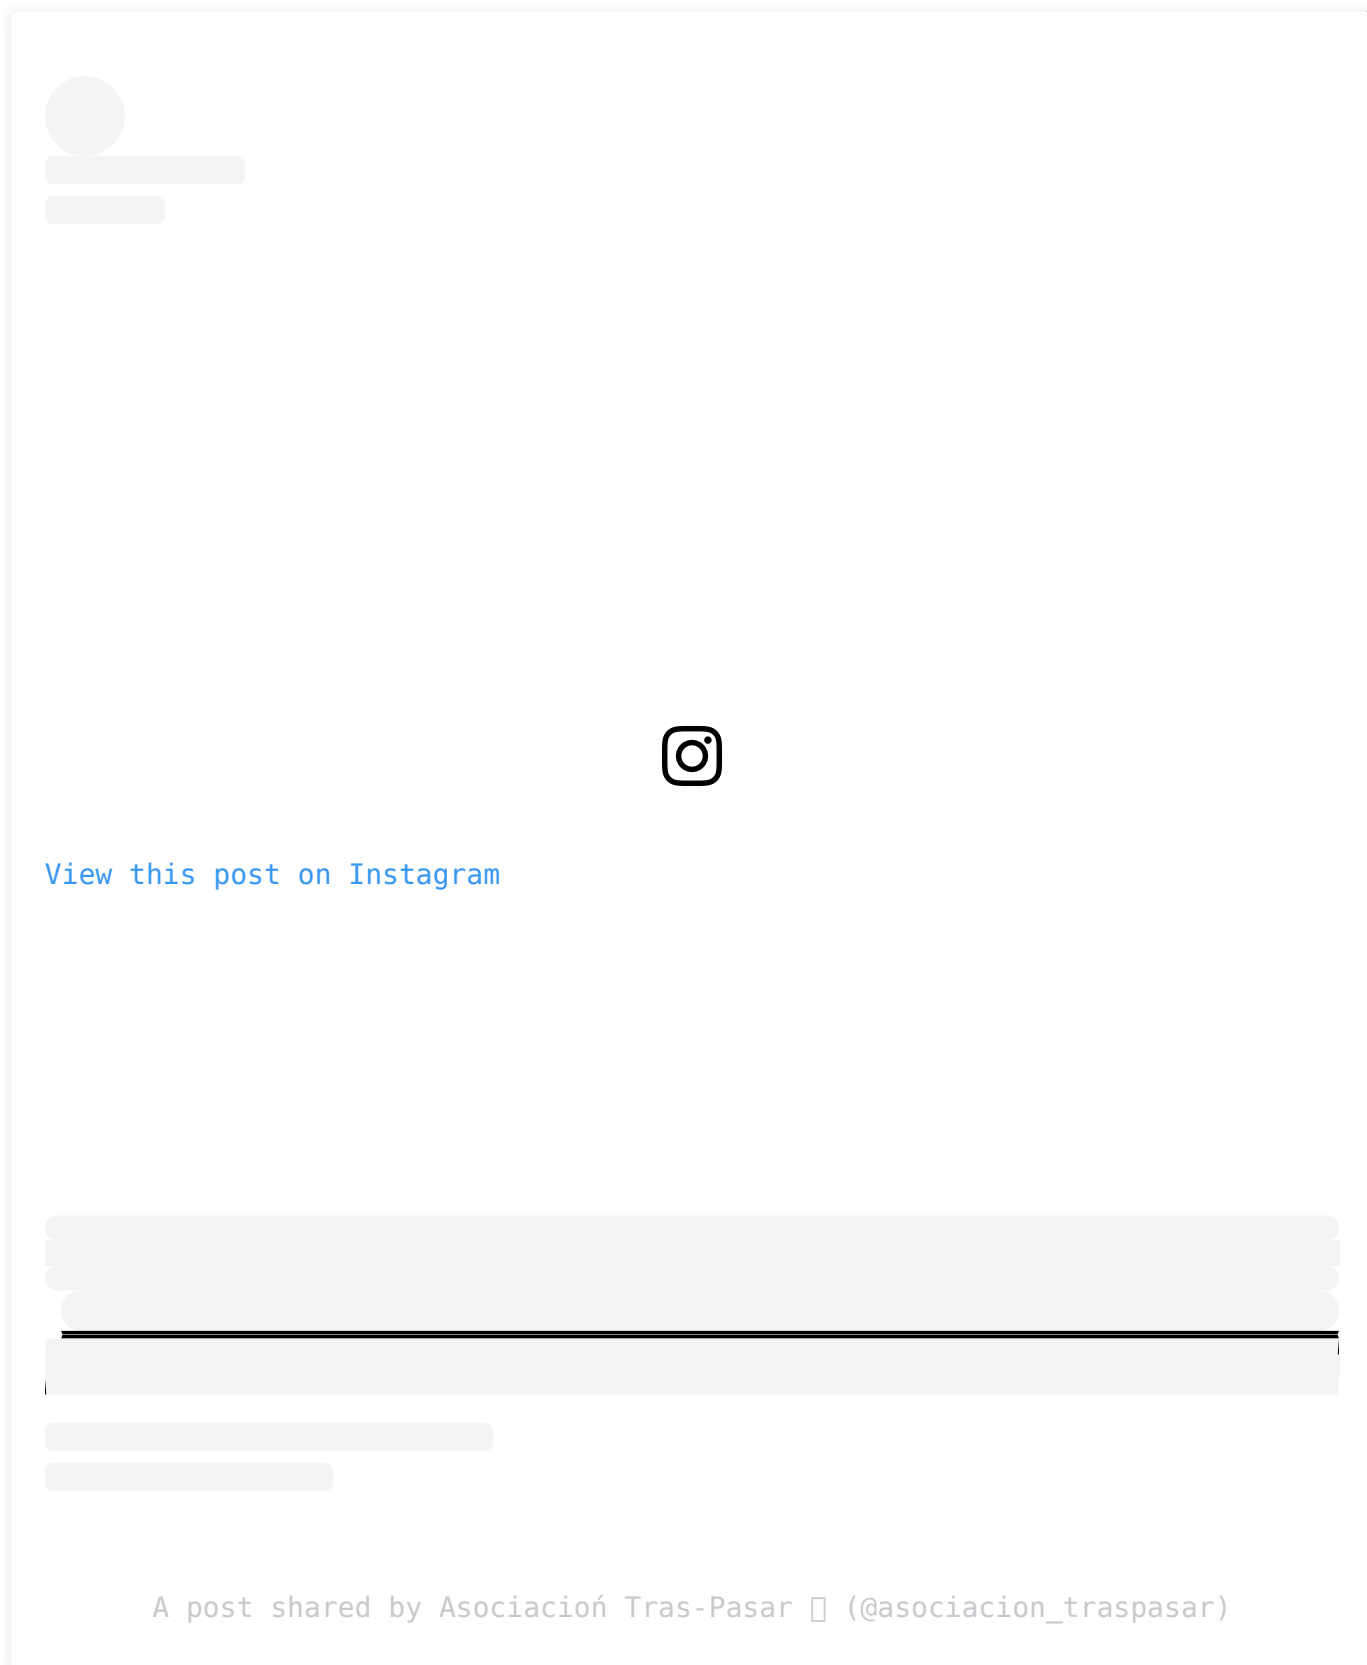 View this post on Instagram
A post shared by Asociacioń Tras-Pasar ▯ (@asociacion_traspasar)